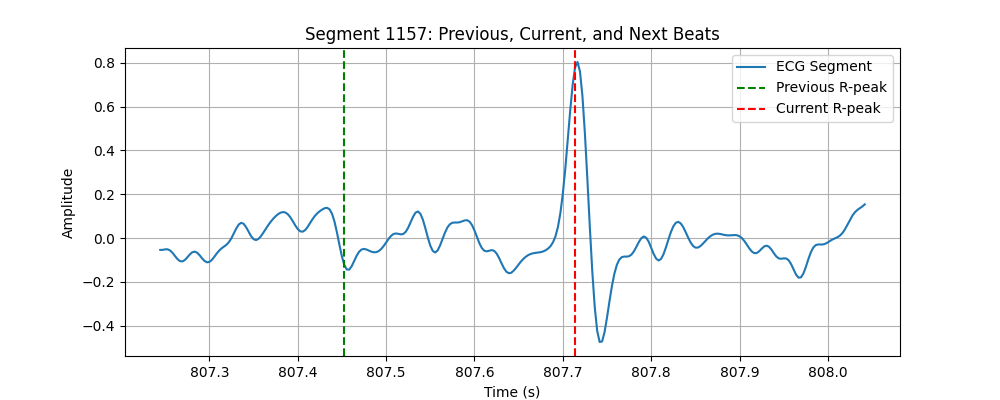 Segment 1157: Previous, Current, and Next Beats
ECG Segment
Previous R-peak
Current R-peak
Amplitude
0.8
0.6
0.4
0.2
0.0
−0.2
−0.4
807.3 807.4 807.5 807.6 807.7 807.8 807.9 808.0
Time (s)